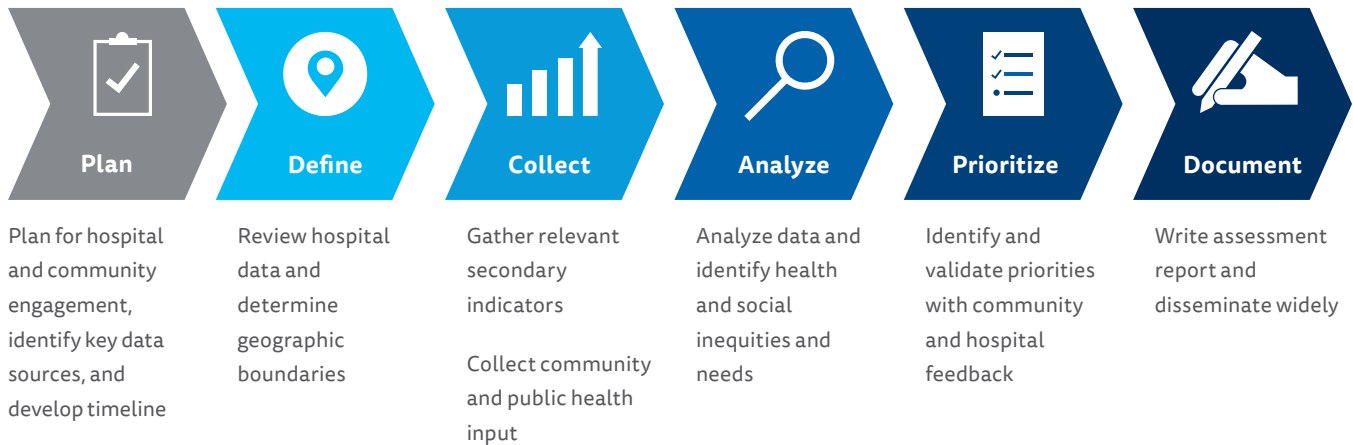 Plan
Plan for hospital
and community
engagement,
identify key data
sources, and
develop timeline
Define
Review hospital
data and
determine
geographic
boundaries
Collect
Gather relevant
secondary
indicators
Collect community
and public health
input
Analyze
Analyze data and
identify health
and social
inequities and
needs
Prioritize
Identify and
validate priorities
with community
and hospital
feedback
Document
Write assessment
report and
disseminate widely